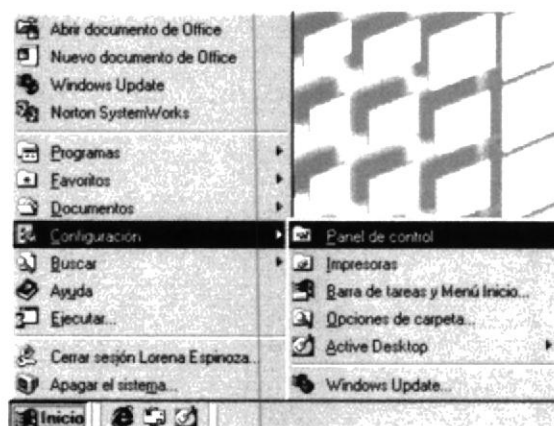 Abrir documento de Office
Nuevo documento de Office
Windows Update
Norton SystemWorks
Programas
Favoritos
Documentos
Configuración
Buscar
Ayuda
Ejecutar...
Cerrar sesión Lorena Espinoza...
Apagar el sistema...
Inicio
Panel de control
Impresoras
Barra de tareas y Menú Inicio...
Opciones de carpeta...
Active Desktop
Windows Update...